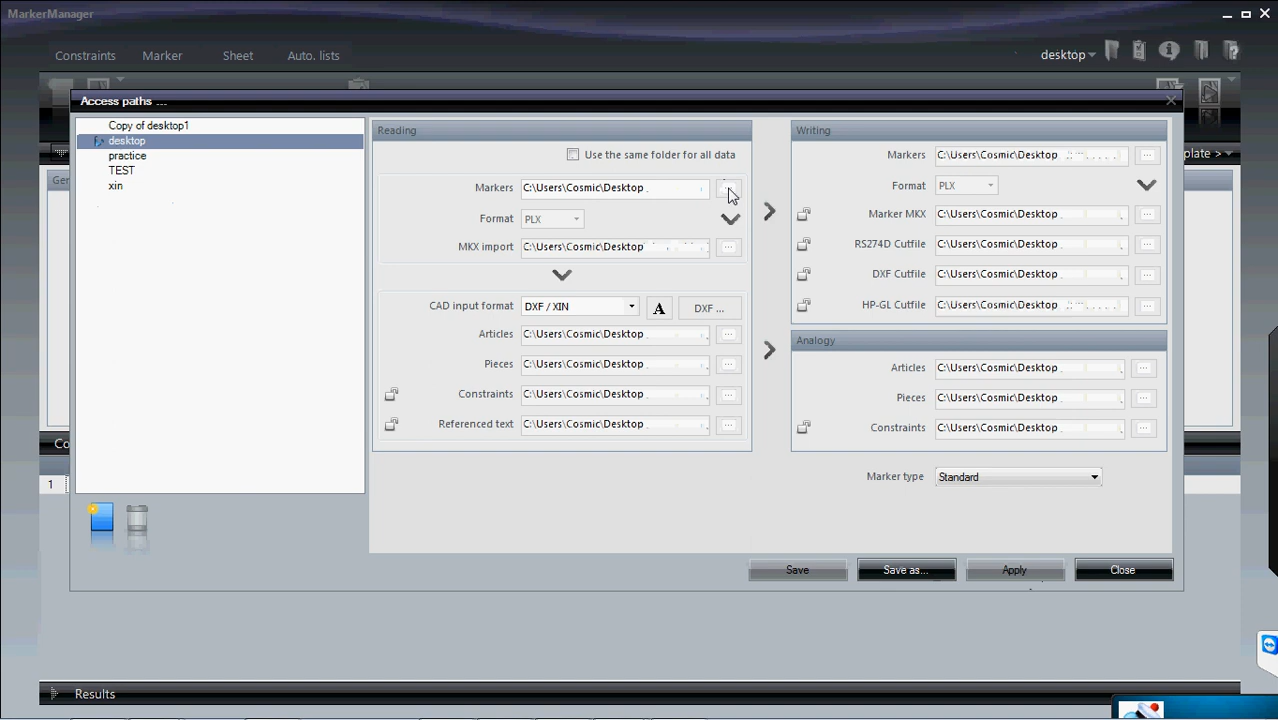 MarkerManager
Constraints Marker Sheet Auto. lists desktop
Access paths ...
Copy of desktop1
desktop
practice
TEST
xin
Reading
Use the same folder for all data
Markers C:\Users\Cosmic\Desktop ...
Format PLX
MKX import C:\Users\Cosmic\Desktop ...
CAD input format DXF / XIN A DXF ...
Articles C:\Users\Cosmic\Desktop ...
Pieces C:\Users\Cosmic\Desktop ...
Constraints C:\Users\Cosmic\Desktop ...
Referenced text C:\Users\Cosmic\Desktop ...
Writing
Markers C:\Users\Cosmic\Desktop ...
Format PLX
Marker MKX C:\Users\Cosmic\Desktop ...
RS274D Cutfile C:\Users\Cosmic\Desktop ...
DXF Cutfile C:\Users\Cosmic\Desktop ...
HP-GL Cutfile C:\Users\Cosmic\Desktop ...
Analogy
Articles C:\Users\Cosmic\Desktop ...
Pieces C:\Users\Cosmic\Desktop ...
Constraints C:\Users\Cosmic\Desktop ...
Marker type Standard
Save Save as... Apply Close
plate >
Ge
Co
1
Results